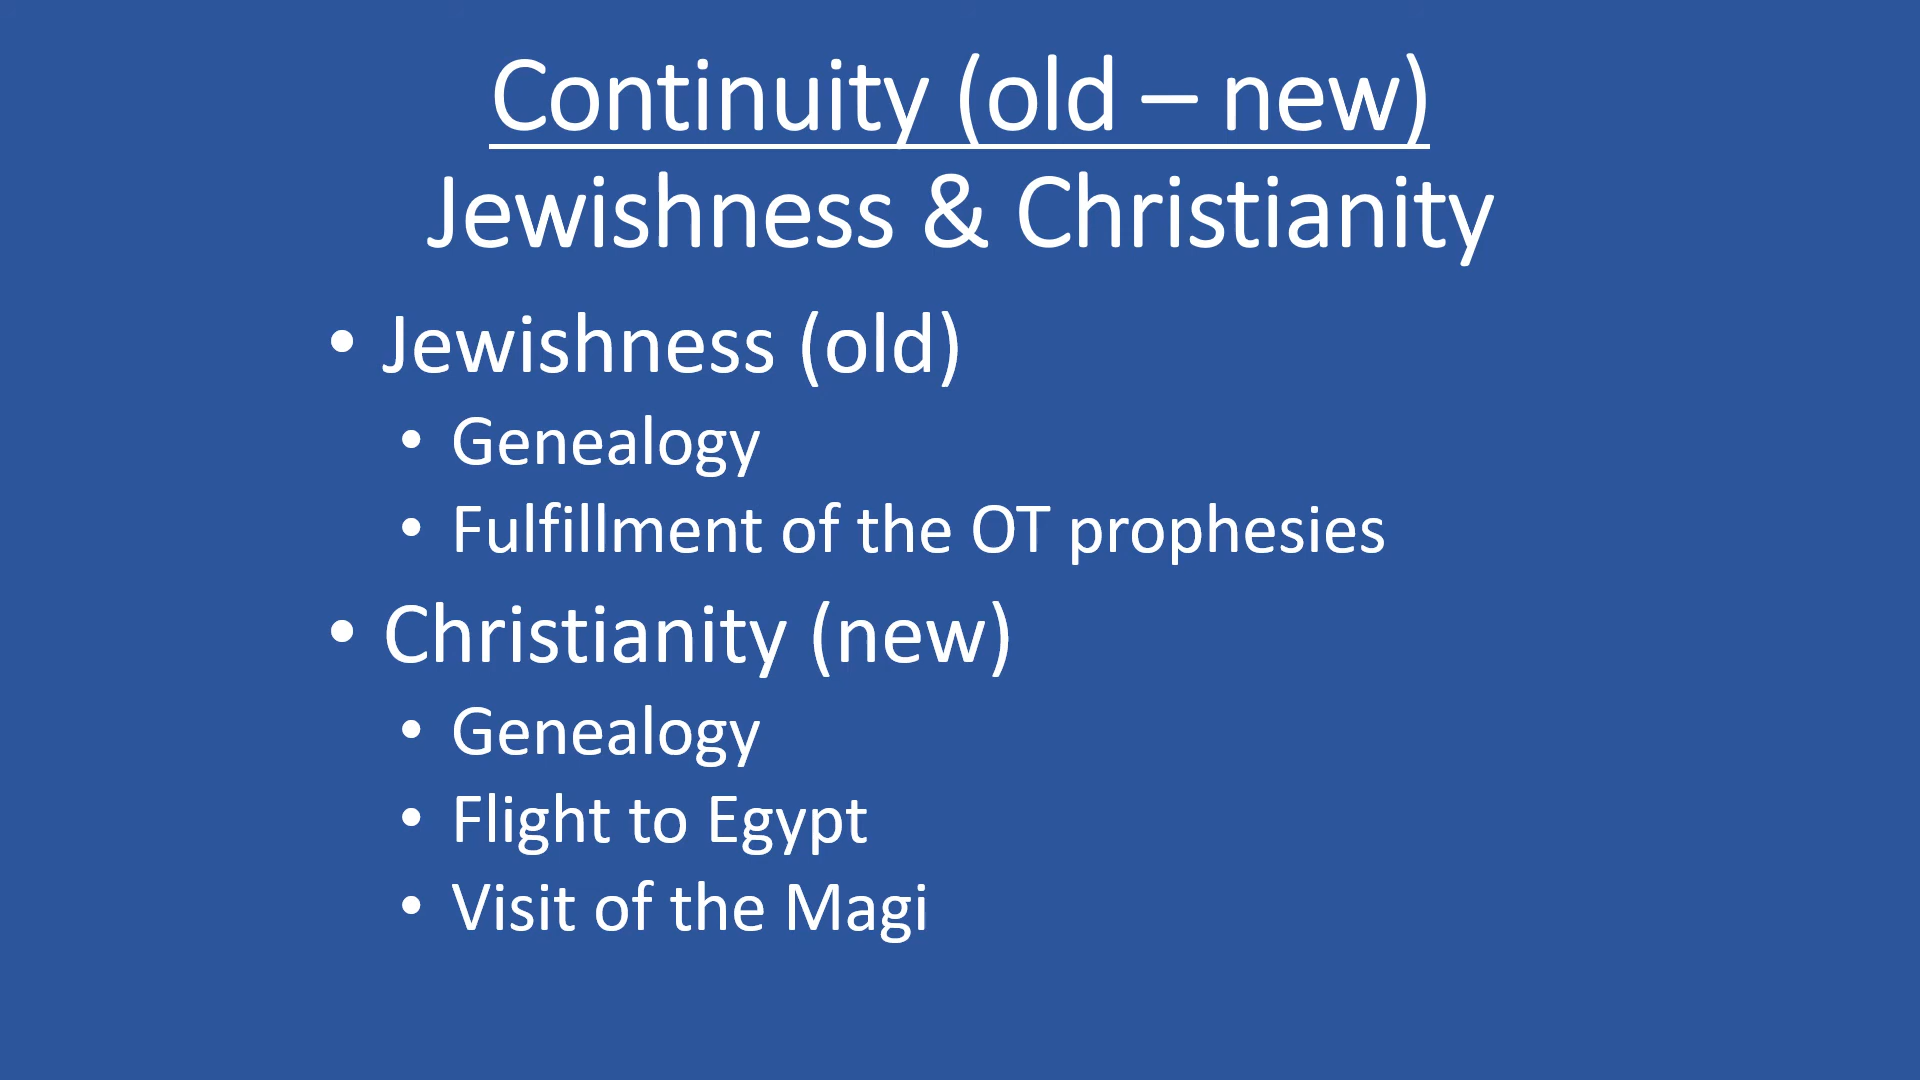 Continuity (old – new)
Jewishness & Christianity
• Jewishness (old)
• Genealogy
• Fulfillment of the OT prophesies
• Christianity (new)
• Genealogy
• Flight to Egypt
• Visit of the Magi